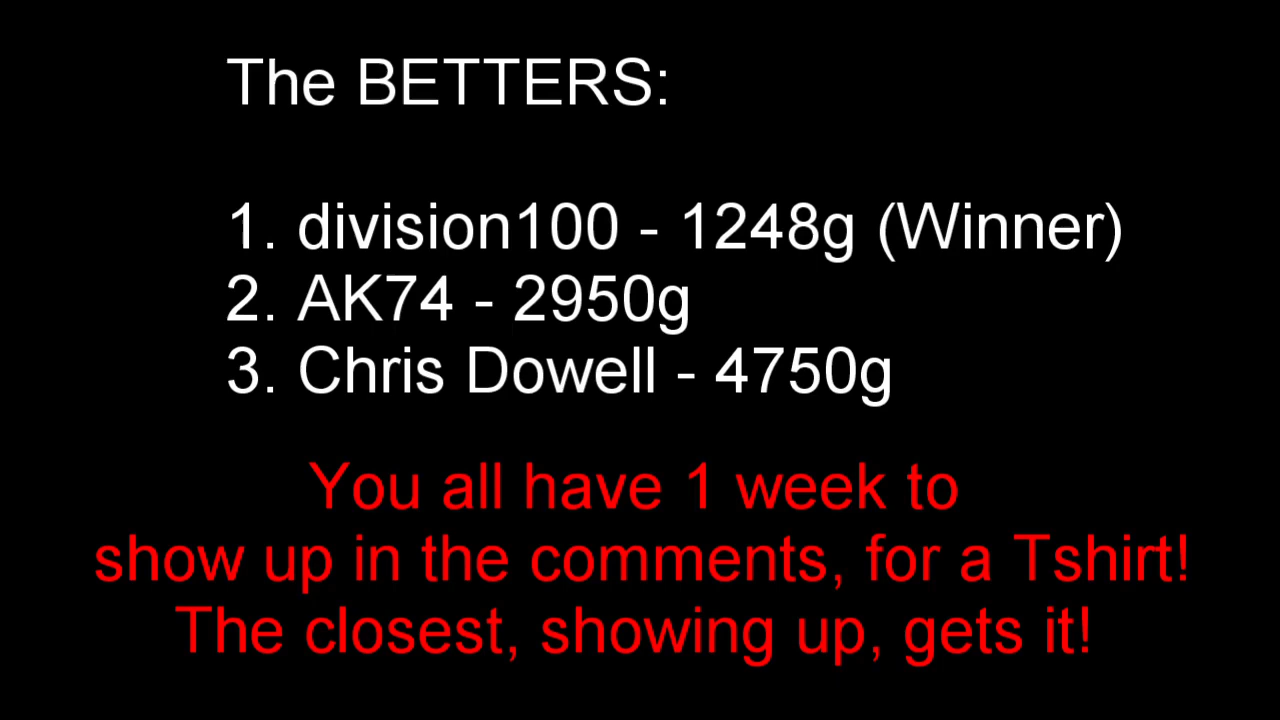 The BETTERS:
1. division100 - 1248g (Winner)
2. AK74 - 2950g
3. Chris Dowell - 4750g
You all have 1 week to
show up in the comments, for a Tshirt!
The closest, showing up, gets it!